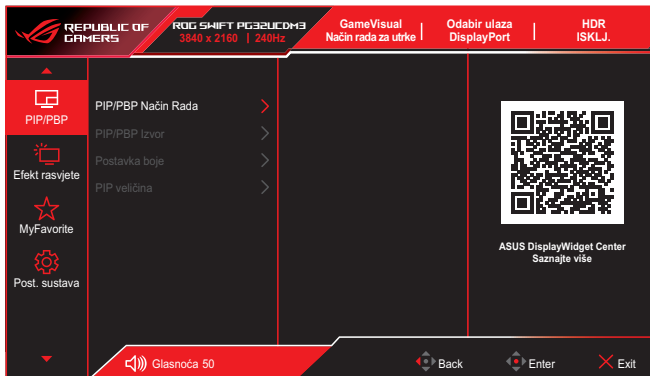 REPUBLIC OF
GAMERS
ROG SWIFT PG32UCDM3
3840 x 2160 | 240Hz
GameVisual
Način rada za utrke
Odabir ulaza
DisplayPort
HDR
ISKLJ.
PIP/PBP
Efekt rasvjete
MyFavorite
Post. sustava
PIP/PBP Način Rada
PIP/PBP Izvor
Postavka boje
PIP veličina
ASUS DisplayWidget Center
Saznajte više
Glasnoća 50
Back
Enter
Exit